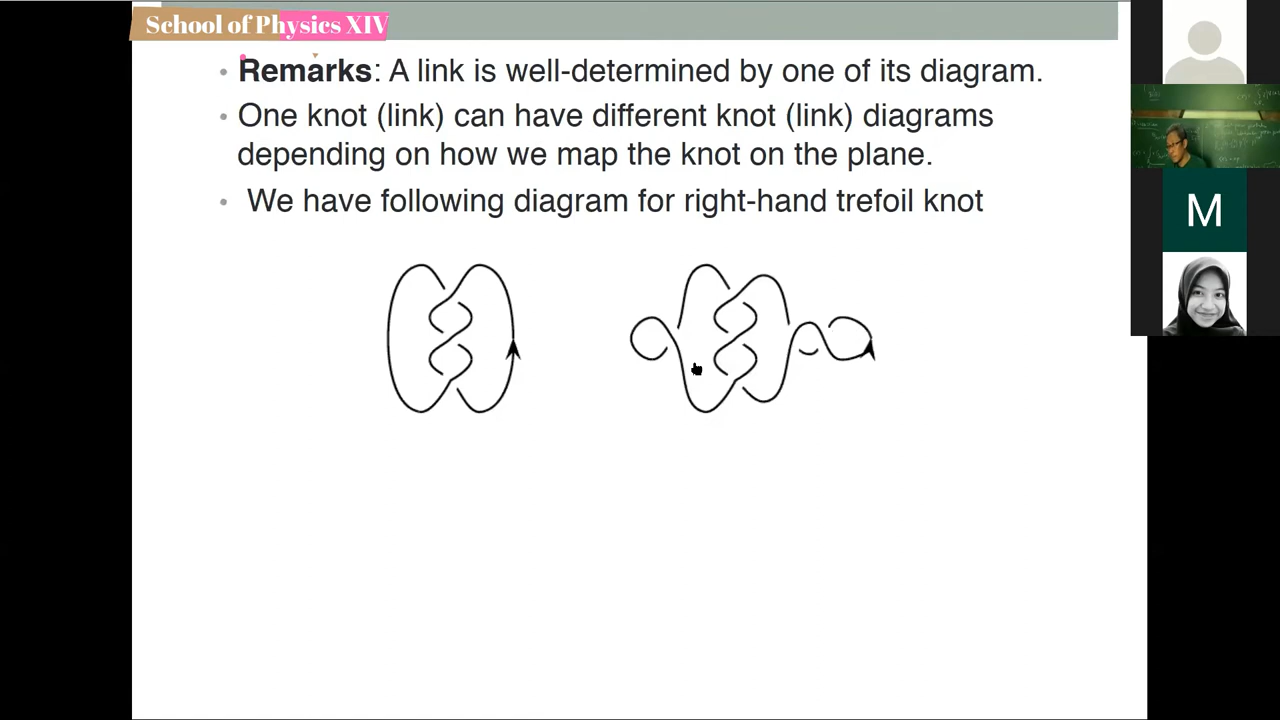 School of Physics XIV
• Remarks: A link is well-determined by one of its diagram.
• One knot (link) can have different knot (link) diagrams
depending on how we map the knot on the plane.
• We have following diagram for right-hand trefoil knot
M